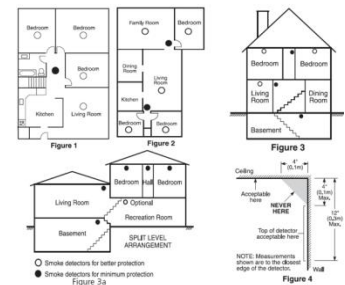 Bedroom
Bedroom
Bedroom
Kitchen
Living Room
Figure 1
Family Room
Bedroom
Dining
Room
Living
Room
Kitchen
Bedroom
Bedroom
Figure 2
Bedroom
Bedroom
Living
Room
Dining
Room
Basement
Figure 3
Living Room
Basement
Bedroom
Hall
Bedroom
Optional
Recreation Room
SPLIT LEVEL
ARRANGEMENT
Smoke detectors for better protection
Smoke detectors for minimum protection
Figure 3a
Ceiling
Acceptable
here
4"
(0,1m)
NEVER
HERE
4"
(0,1m)
Max.
Top of detector
acceptable here
12"
(0,3m)
Max.
NOTE: Measurements
shown are to the closest
edge of the detector.
Wall
Figure 4